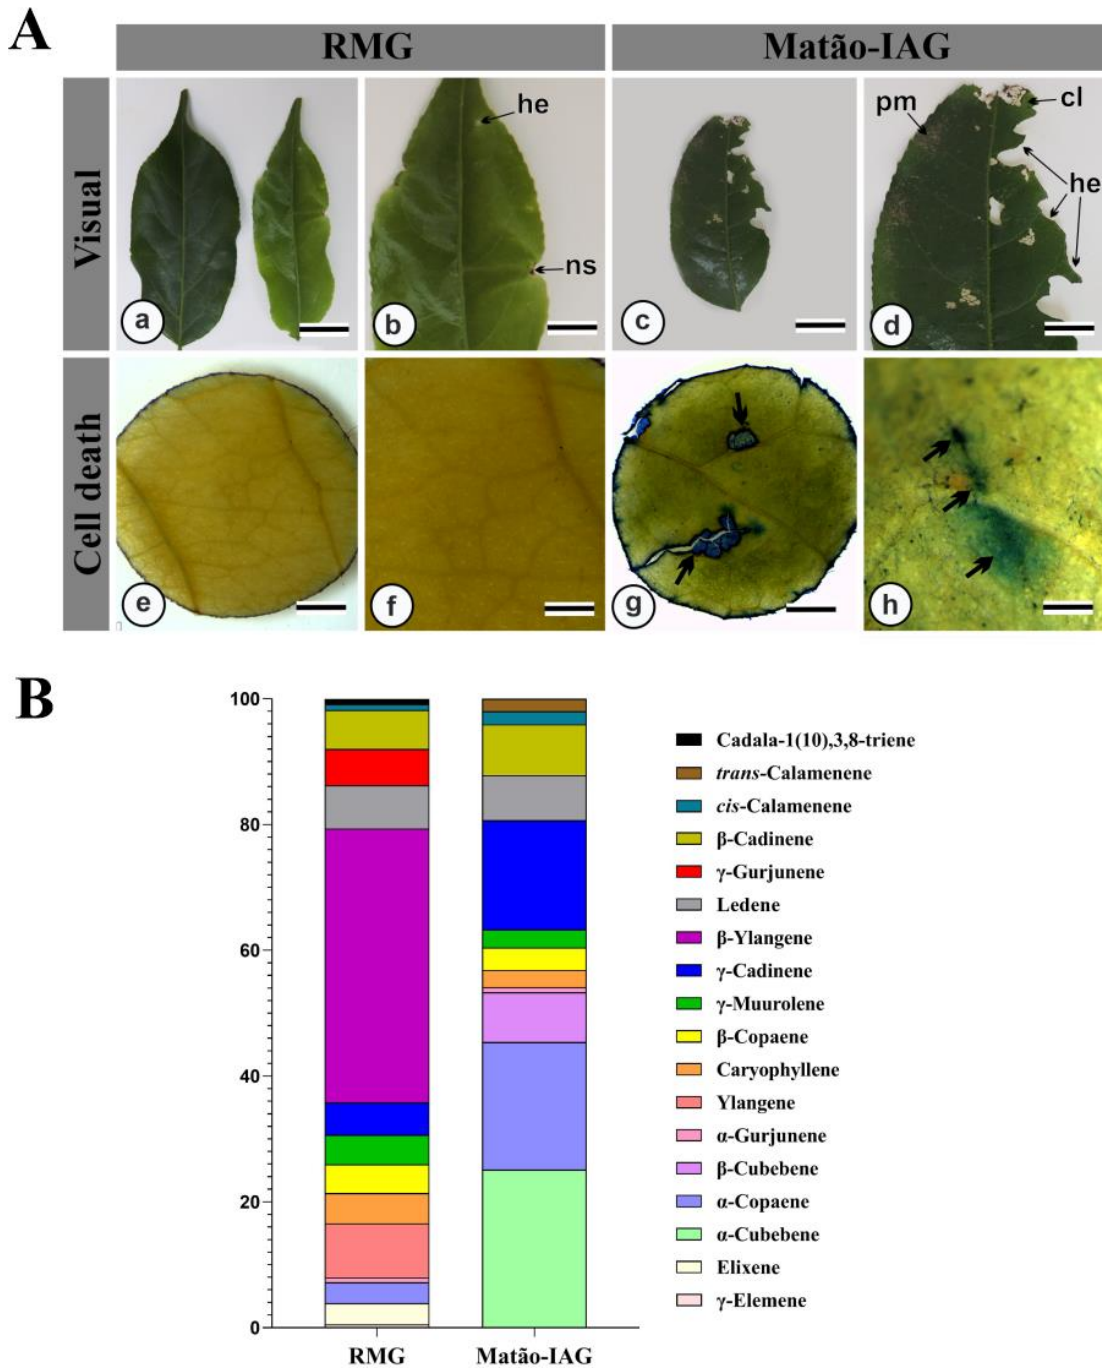 A
RMG
Matão-IAG
Visual
he
ns
pm
cl
he
a
b
c
d
Cell death
e
f
g
h
B
100
80
60
40
20
0
RMG
Matão-IAG
Cadala-1(10),3,8-triene
trans-Calamenene
cis-Calamenene
β-Cadinene
γ-Gurjunene
Ledene
β-Ylangene
γ-Cadinene
γ-Muurolene
β-Copaene
Caryophyllene
Ylangene
α-Gurjunene
β-Cubebene
α-Copaene
α-Cubebene
Elixene
γ-Elemene